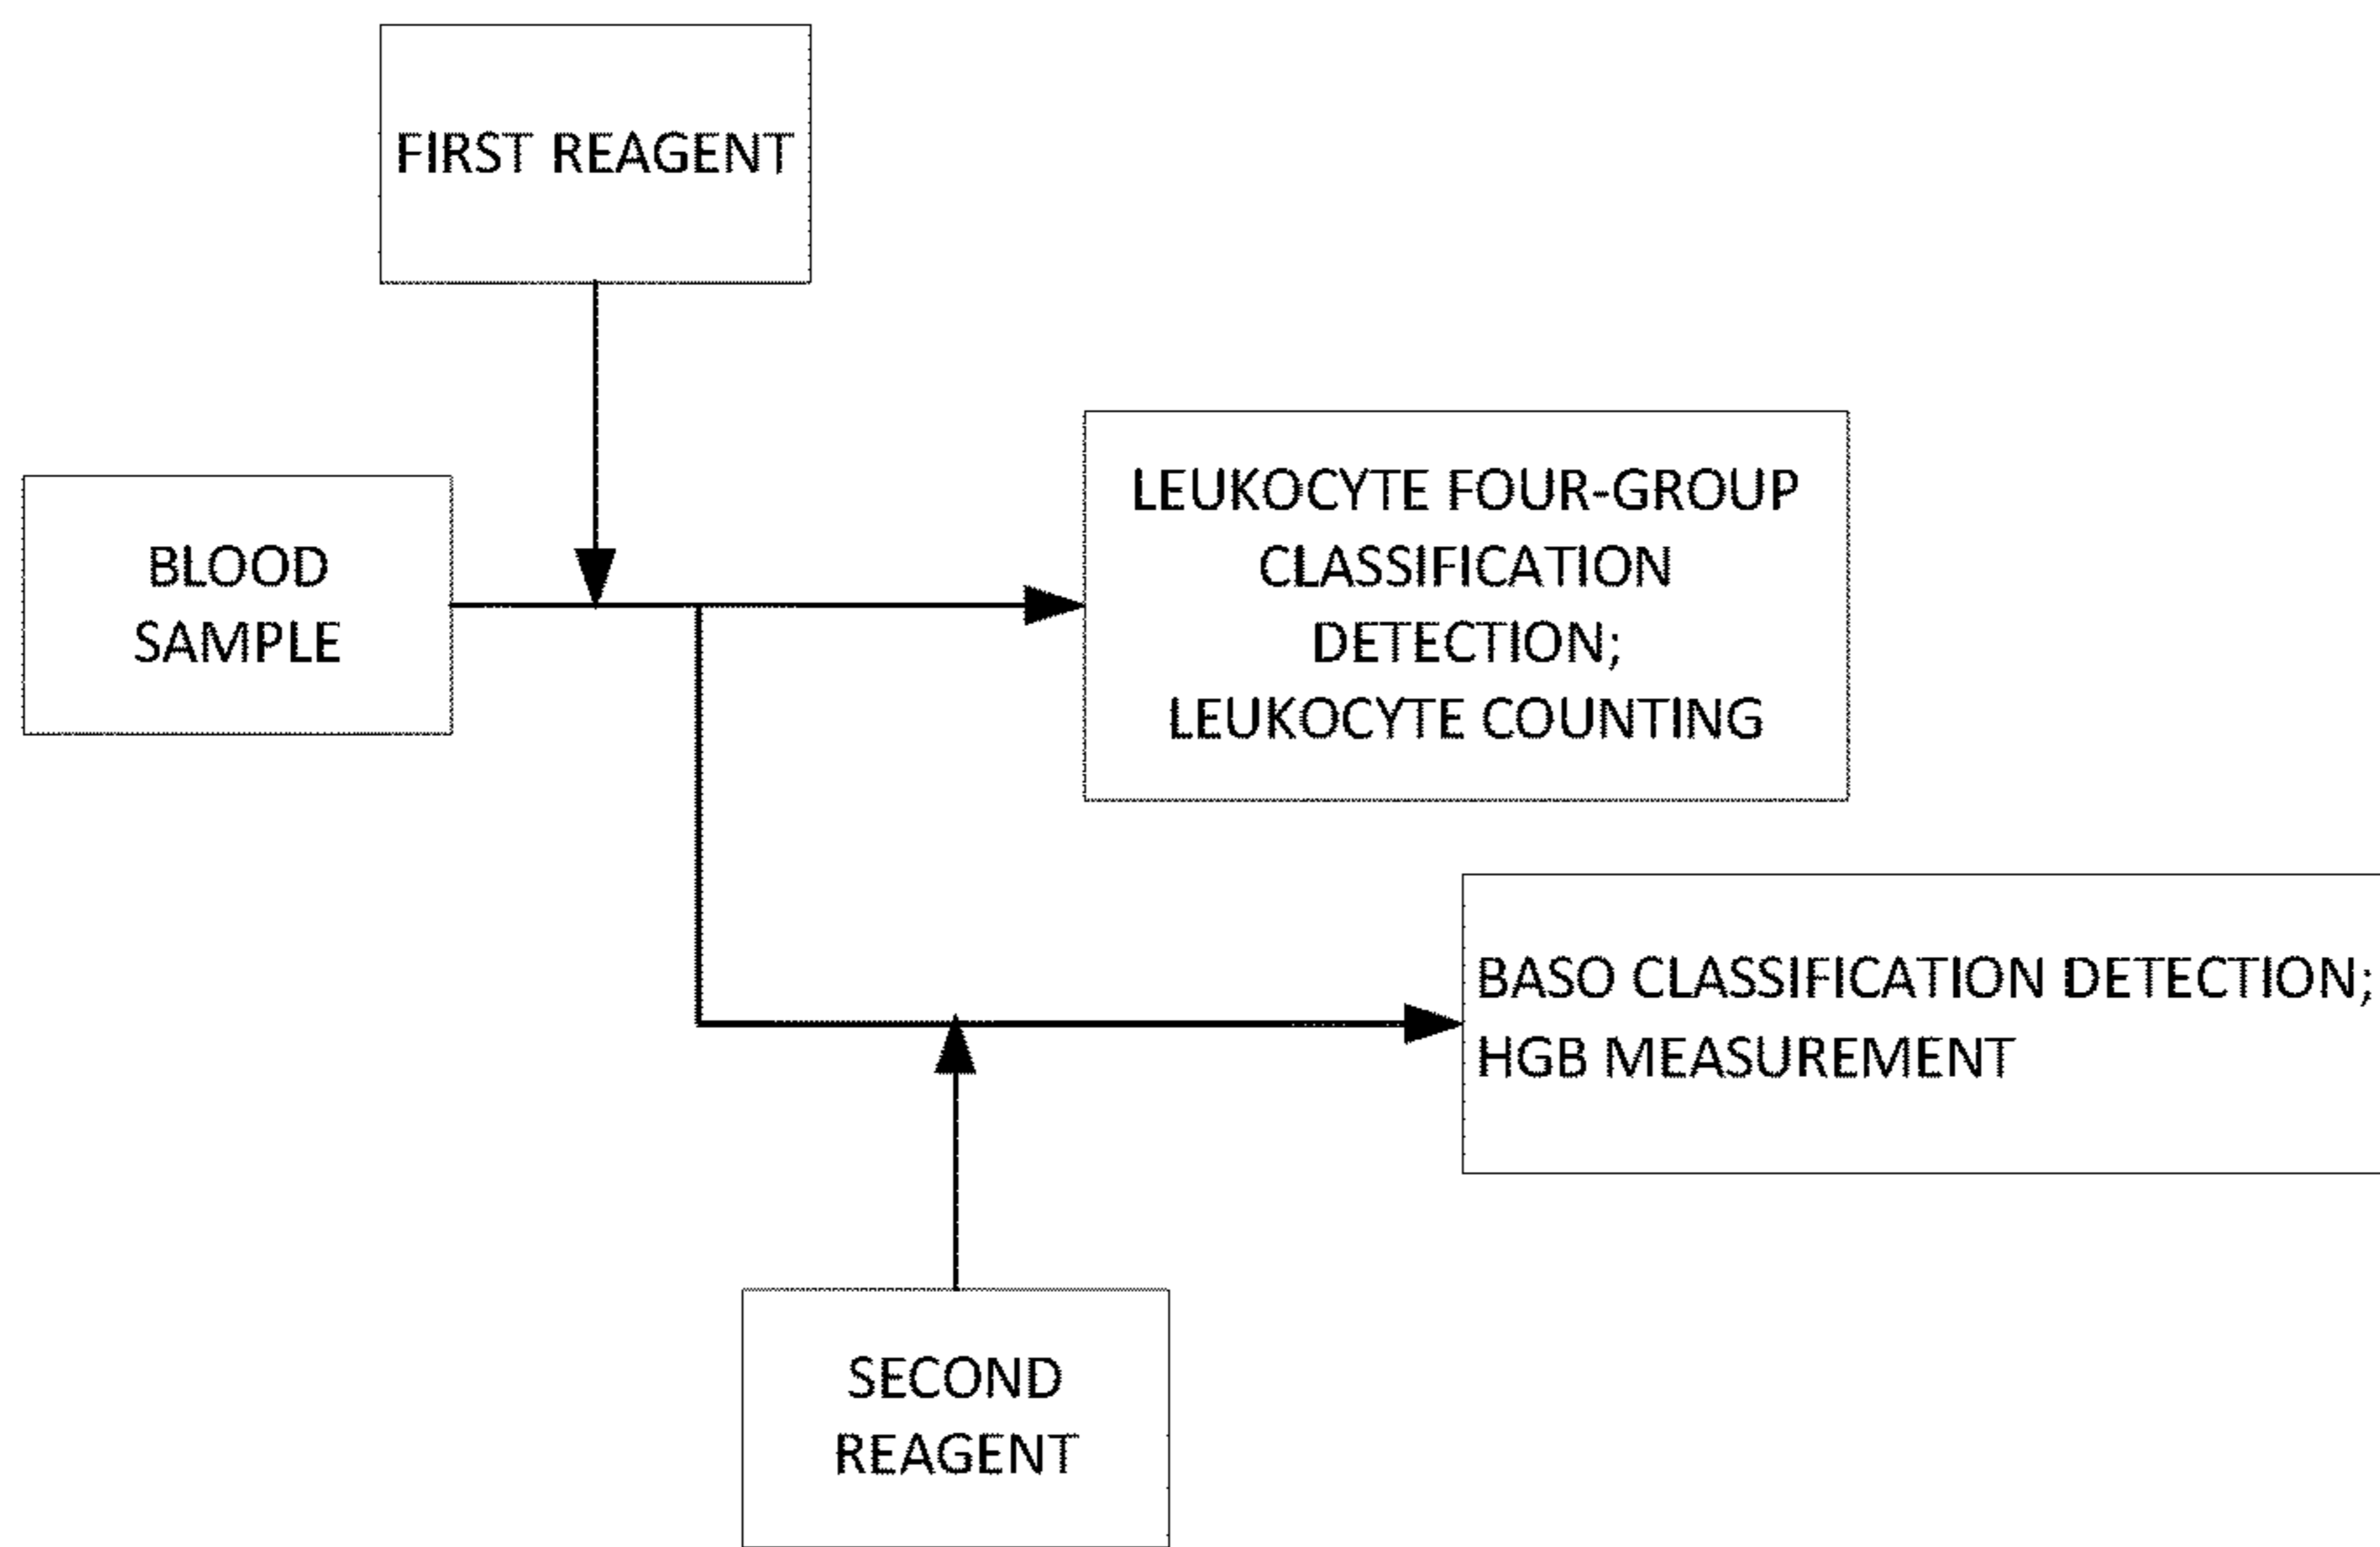 FIRST REAGENT
BLOOD
SAMPLE
LEUKOCYTE FOUR-GROUP
CLASSIFICATION
DETECTION;
LEUKOCYTE COUNTING
BASO CLASSIFICATION DETECTION;
HGB MEASUREMENT
SECOND
REAGENT